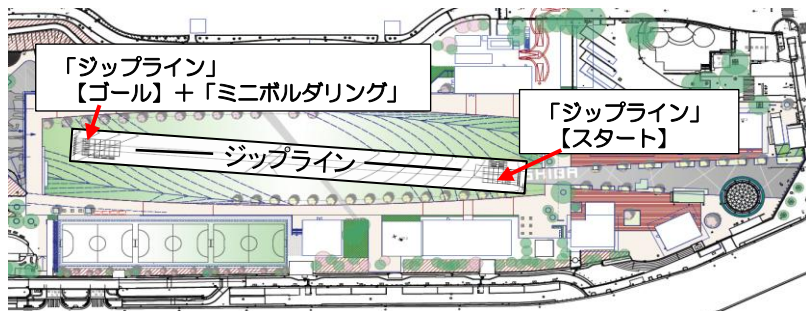 「ジップライン」
【ゴール】＋「ミニボルダリング」
「ジップライン」
【スタート】
ジップライン